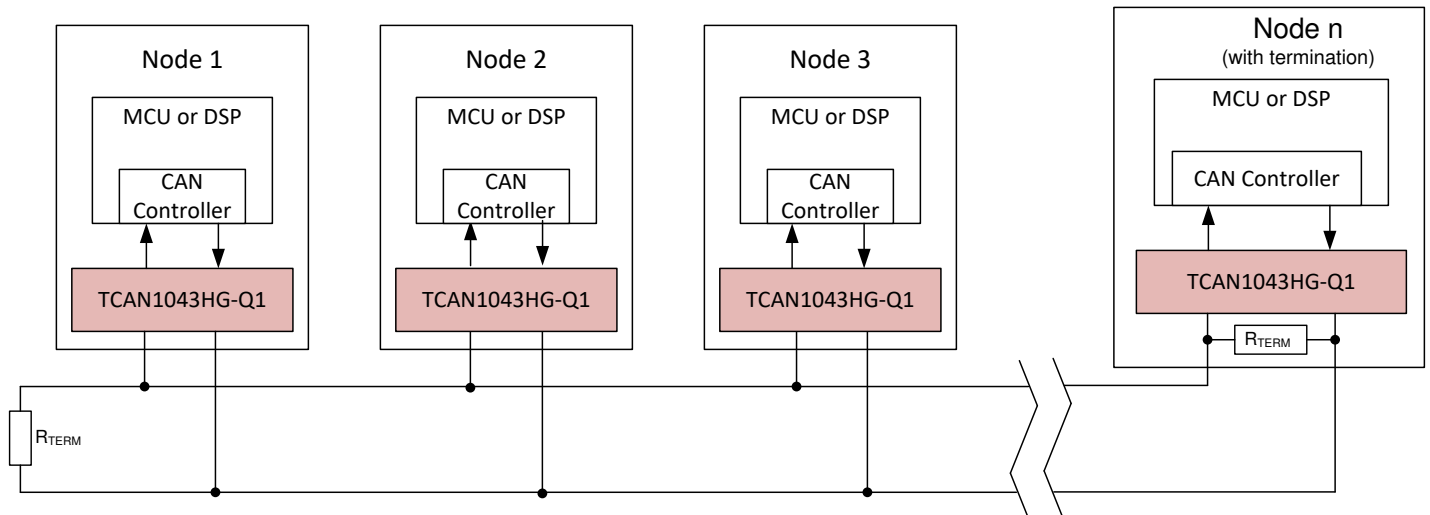 Node 1
MCU or DSP
CAN
Controller
TCAN1043HG-Q1
Node 2
MCU or DSP
CAN
Controller
TCAN1043HG-Q1
Node 3
MCU or DSP
CAN
Controller
TCAN1043HG-Q1
Node n
(with termination)
MCU or DSP
CAN Controller
TCAN1043HG-Q1
RTERM
RTERM